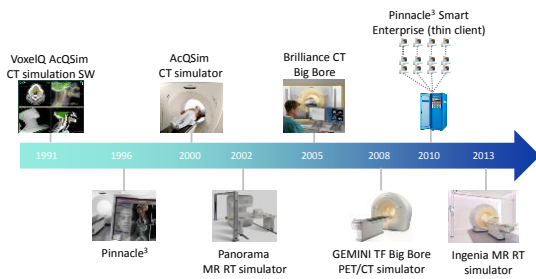 Pinnacle³ Smart
Enterprise (thin client)
VoxelQ AcQSim
CT simulation SW
AcQSim
CT simulator
Brilliance CT
Big Bore
1991
1996
2000
2002
2005
2008
2010
2013
Pinnacle³
Panorama
MR RT simulator
GEMINI TF Big Bore
PET/CT simulator
Ingenia MR RT
simulator